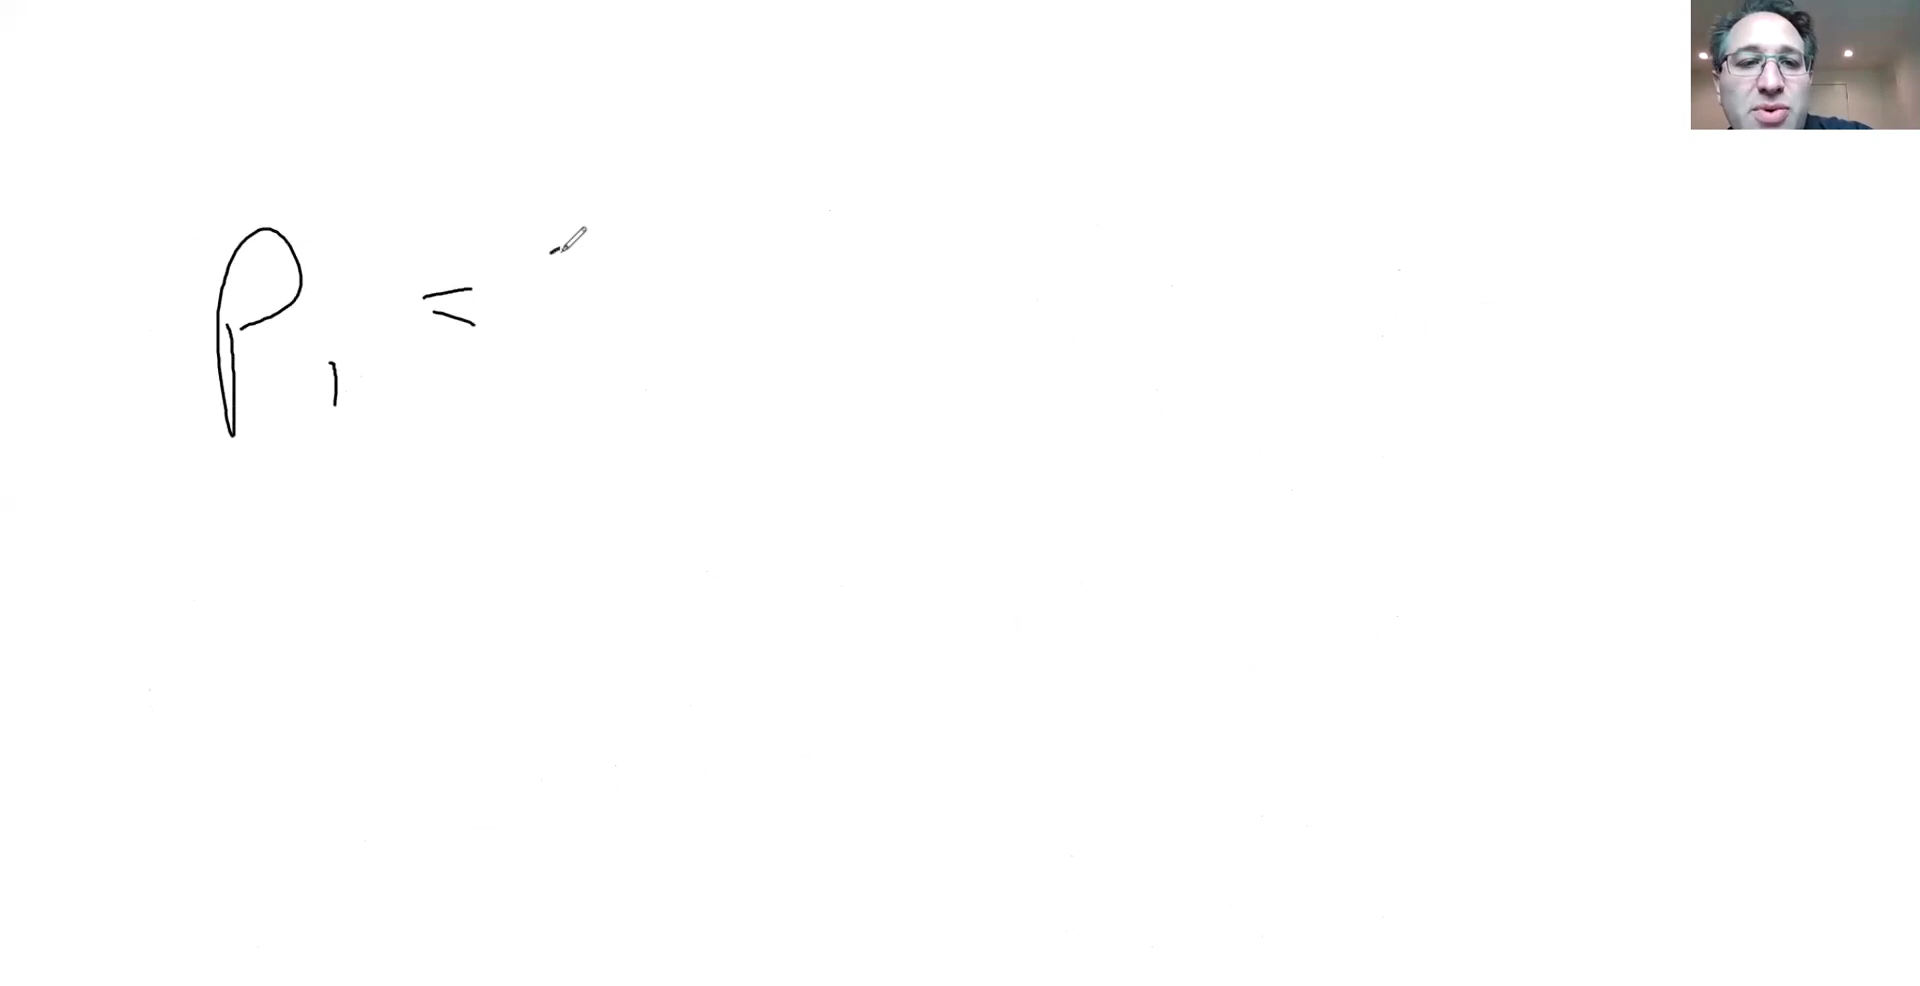 P₁ =